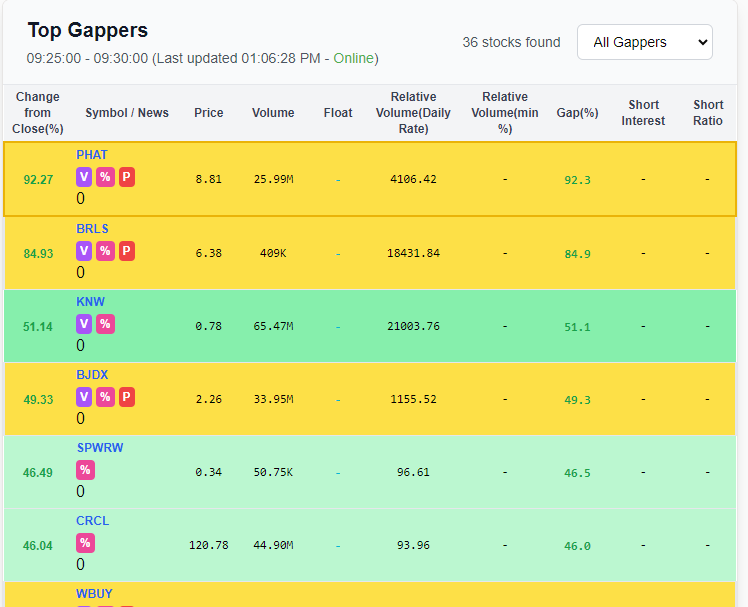 Top Gappers
09:25:00 - 09:30:00 (Last updated 01:06:28 PM - Online)
36 stocks found
All Gappers
Change from Close(%) Symbol / News Price Volume Float Relative Volume(Daily Rate) Relative Volume(min %) Gap(%) Short Interest Short Ratio
PHAT
92.27 V % P 8.81 25.99M - 4106.42 - 92.3 - -
0
BRLS
84.93 V % P 6.38 409K - 18431.84 - 84.9 - -
0
KNW
51.14 V % 0.78 65.47M - 21003.76 - 51.1 - -
0
BJDX
49.33 V % P 2.26 33.95M - 1155.52 - 49.3 - -
0
SPWRW
46.49 % 0.34 50.75K - 96.61 - 46.5 - -
0
CRCL
46.04 % 120.78 44.90M - 93.96 - 46.0 - -
0
WBUY